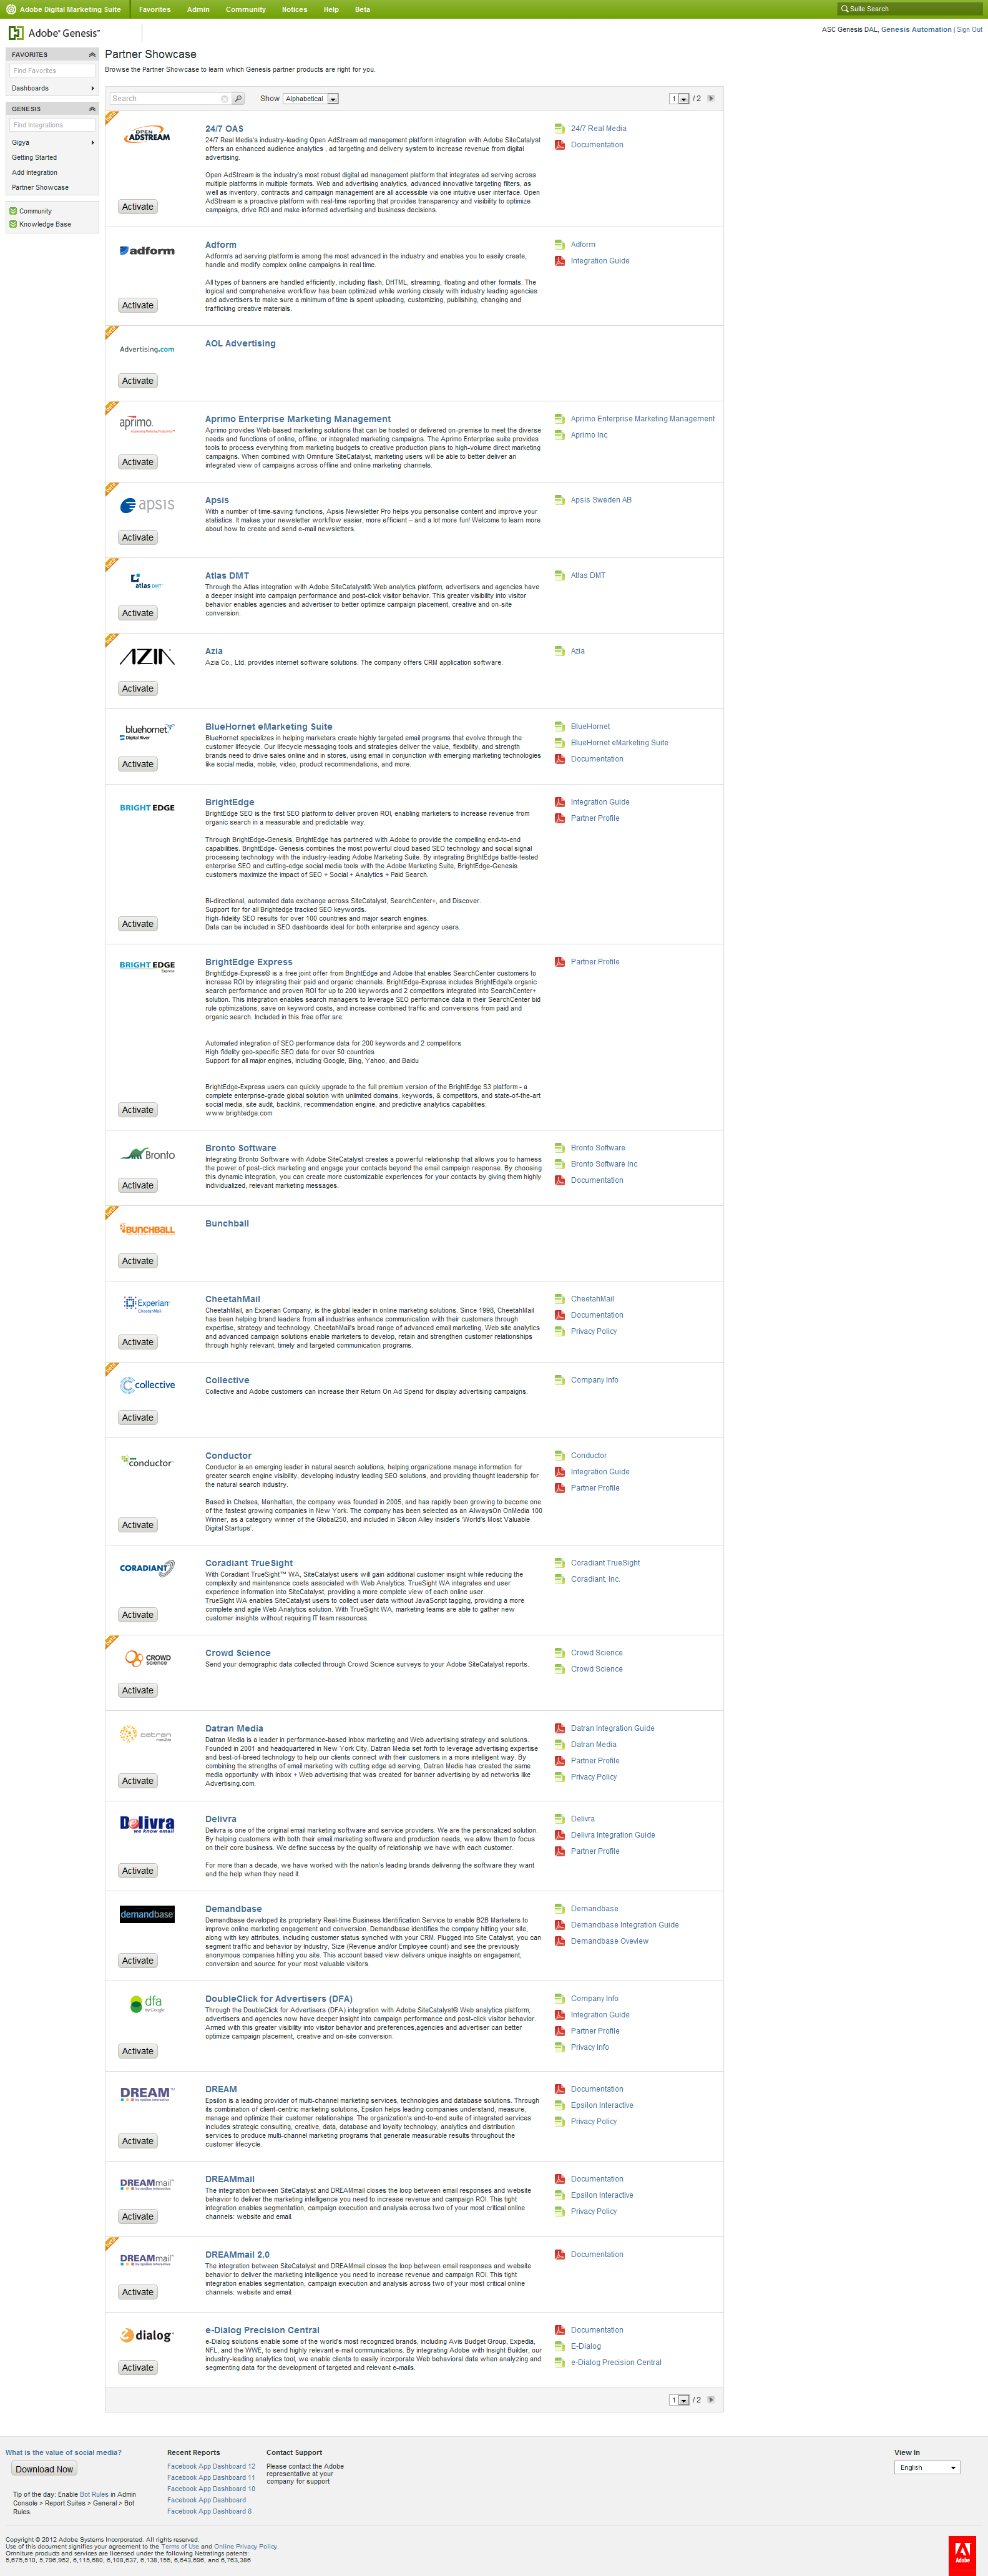 Adobe Digital Marketing Suite
Favorites Admin Community Notices Help Beta
Suite Search
Adobe® Genesis™
ASC Genesis DAL, Genesis Automation | Sign Out
FAVORITES
Find Favorites
Dashboards
GENESIS
Find Integrations
Gigya
Getting Started
Add Integration
Partner Showcase
Community
Knowledge Base
Partner Showcase
Browse the Partner Showcase to learn which Genesis partner products are right for you.
Search
Show Alphabetical
1 / 2
OPEN
ADSTREAM
Activate
24/7 OAS
24/7 Real Media's industry-leading Open AdStream ad management platform integration with Adobe SiteCatalyst
offers an enhanced audience analytics , ad targeting and delivery system to increase revenue from digital
advertising.
Open AdStream is the industry's most robust digital ad management platform that integrates ad serving across
multiple platforms in multiple formats. Web and advertising analytics, advanced innovative targeting filters, as
well as inventory, contracts and campaign management are all accessible via one intuitive user interface. Open
AdStream is a proactive platform with real-time reporting that provides transparency and visibility to optimize
campaigns, drive ROI and make informed advertising and business decisions.
24/7 Real Media
Documentation
adform
Activate
Adform
Adform's ad serving platform is among the most advanced in the industry and enables you to easily create,
handle and modify complex online campaigns in real time.
All types of banners are handled efficiently, including flash, DHTML, streaming, floating and other formats. The
logical and comprehensive workflow has been optimized while working closely with industry leading agencies
and advertisers to make sure a minimum of time is spent uploading, customizing, publishing, changing and
trafficking creative materials.
Adform
Integration Guide
Advertising.com
Activate
AOL Advertising
aprimo.
Activate
Aprimo Enterprise Marketing Management
Aprimo provides Web-based marketing solutions that can be hosted or delivered on-premise to meet the diverse
needs and functions of online, offline, or integrated marketing campaigns. The Aprimo Enterprise suite provides
tools to process everything from marketing budgets to creative production plans to high-volume direct marketing
campaigns. When combined with Omniture SiteCatalyst, marketing users will be able to better deliver an
integrated view of campaigns across offline and online marketing channels.
Aprimo Enterprise Marketing Management
Aprimo Inc
apsis
Activate
Apsis
With a number of time-saving functions, Apsis Newsletter Pro helps you personalise content and improve your
statistics. It makes your newsletter workflow easier, more efficient – and a lot more fun! Welcome to learn more
about how to create and send e-mail newsletters.
Apsis Sweden AB
atlas DMT
Activate
Atlas DMT
Through the Atlas integration with Adobe SiteCatalyst® Web analytics platform, advertisers and agencies have
a deeper insight into campaign performance and post-click visitor behavior. This greater visibility into visitor
behavior enables agencies and advertiser to better optimize campaign placement, creative and on-site
conversion.
Atlas DMT
AZIA
Activate
Azia
Azia Co., Ltd. provides internet software solutions. The company offers CRM application software.
Azia
bluehornet
Digital River
Activate
BlueHornet eMarketing Suite
BlueHornet specializes in helping marketers create highly targeted email programs that evolve through the
customer lifecycle. Our lifecycle messaging tools and strategies deliver the value, flexibility, and strength
brands need to drive sales online and in stores, using email in conjunction with emerging marketing technologies
like social media, mobile, video, product recommendations, and more.
BlueHornet
BlueHornet eMarketing Suite
Documentation
BRIGHT EDGE
Activate
BrightEdge
BrightEdge SEO is the first SEO platform to deliver proven ROI, enabling marketers to increase revenue from
organic search in a measurable and predictable way.
Through BrightEdge-Genesis, BrightEdge has partnered with Adobe to provide the compelling end-to-end
capabilities. BrightEdge- Genesis combines the most powerful cloud based SEO technology and social signal
processing technology with the industry-leading Adobe Marketing Suite. By integrating BrightEdge battle-tested
enterprise SEO and cutting-edge social media tools with the Adobe Marketing Suite, BrightEdge-Genesis
customers maximize the impact of SEO + Social + Analytics + Paid Search.
Bi-directional, automated data exchange across SiteCatalyst, SearchCenter+, and Discover.
Support for for all Brightedge tracked SEO keywords.
High-fidelity SEO results for over 100 countries and major search engines.
Data can be included in SEO dashboards ideal for both enterprise and agency users.
Integration Guide
Partner Profile
BRIGHT EDGE
Express
Activate
BrightEdge Express
BrightEdge-Express® is a free joint offer from BrightEdge and Adobe that enables SearchCenter customers to
increase ROI by integrating their paid and organic channels. BrightEdge-Express includes BrightEdge's organic
search performance and proven ROI for up to 200 keywords and 2 competitors integrated into SearchCenter+
solution. This integration enables search managers to leverage SEO performance data in their SearchCenter bid
rule optimizations, save on keyword costs, and increase combined traffic and conversions from paid and
organic search. Included in this free offer are:
Automated integration of SEO performance data for 200 keywords and 2 competitors
High fidelity geo-specific SEO data for over 50 countries
Support for all major engines, including Google, Bing, Yahoo, and Baidu
BrightEdge-Express users can quickly upgrade to the full premium version of the BrightEdge S3 platform - a
complete enterprise-grade global solution with unlimited domains, keywords, & competitors, and state-of-the-art
social media, site audit, backlink, recommendation engine, and predictive analytics capabilities:
www.brightedge.com
Partner Profile
Bronto
Activate
Bronto Software
Integrating Bronto Software with Adobe SiteCatalyst creates a powerful relationship that allows you to harness
the power of post-click marketing and engage your contacts beyond the email campaign response. By choosing
this dynamic integration, you can create more customizable experiences for your contacts by giving them highly
individualized, relevant marketing messages.
Bronto Software
Bronto Software Inc
Documentation
BUNCHBALL
Activate
Bunchball
Experian
CheetahMail
Activate
CheetahMail
CheetahMail, an Experian Company, is the global leader in online marketing solutions. Since 1998, CheetahMail
has been helping brand leaders from all industries enhance communication with their customers through
expertise, strategy and technology. CheetahMail's broad range of advanced email marketing, Web site analytics
and advanced campaign solutions enable marketers to develop, retain and strengthen customer relationships
through highly relevant, timely and targeted communication programs.
CheetahMail
Documentation
Privacy Policy
collective
Activate
Collective
Collective and Adobe customers can increase their Return On Ad Spend for display advertising campaigns.
Company Info
conductor
Activate
Conductor
Conductor is an emerging leader in natural search solutions, helping organizations manage information for
greater search engine visibility, developing industry leading SEO solutions, and providing thought leadership for
the natural search industry.
Based in Chelsea, Manhattan, the company was founded in 2005, and has rapidly been growing to become one
of the fastest growing companies in New York. The company has been selected as an AlwaysOn OnMedia 100
Winner, as a category winner of the Global250, and included in Silicon Alley Insider's 'World's Most Valuable
Digital Startups'.
Conductor
Integration Guide
Partner Profile
CORADIANT
Activate
Coradiant TrueSight
With Coradiant TrueSight™ WA, SiteCatalyst users will gain additional customer insight while reducing the
complexity and maintenance costs associated with Web Analytics. TrueSight WA integrates end user
experience information into SiteCatalyst, providing a more complete view of each online user.
TrueSight WA enables SiteCatalyst users to collect user data without JavaScript tagging, providing a more
complete and agile Web Analytics solution. With TrueSight WA, marketing teams are able to gather new
customer insights without requiring IT team resources.
Coradiant TrueSight
Coradiant, Inc.
CROWD
SCIENCE
Activate
Crowd Science
Send your demographic data collected through Crowd Science surveys to your Adobe SiteCatalyst reports.
Crowd Science
Crowd Science
datran
media
Activate
Datran Media
Datran Media is a leader in performance-based inbox marketing and Web advertising strategy and solutions.
Founded in 2001 and headquartered in New York City, Datran Media set forth to leverage advertising expertise
and best-of-breed technology to help our clients connect with their customers in a more intelligent way. By
combining the strengths of email marketing with cutting edge ad serving, Datran Media has created the same
media opportunity with Inbox + Web advertising that was created for banner advertising by ad networks like
Advertising.com.
Datran Integration Guide
Datran Media
Partner Profile
Privacy Policy
Delivra
we know email
Activate
Delivra
Delivra is one of the original email marketing software and service providers. We are the personalized solution.
By helping customers with both their email marketing software and production needs, we allow them to focus
on their core business. We define success by the quality of relationship we have with each customer.
For more than a decade, we have worked with the nation's leading brands delivering the software they want
and the help when they need it.
Delivra
Delivra Integration Guide
Partner Profile
demandbase
Activate
Demandbase
Demandbase developed its proprietary Real-time Business Identification Service to enable B2B Marketers to
improve online marketing engagement and conversion. Demandbase identifies the company hitting your site,
along with key attributes, including customer status synched with your CRM. Plugged into Site Catalyst, you can
segment traffic and behavior by Industry, Size (Revenue and/or Employee count) and see the previously
anonymous companies hitting you site. This account based view delivers unique insights on engagement,
conversion and source for your most valuable visitors.
Demandbase
Demandbase Integration Guide
Demandbase Oveview
dfa
by Google
Activate
DoubleClick for Advertisers (DFA)
Through the DoubleClick for Advertisers (DFA) integration with Adobe SiteCatalyst® Web analytics platform,
advertisers and agencies now have deeper insight into campaign performance and post-click visitor behavior.
Armed with this greater visibility into visitor behavior and preferences,agencies and advertiser can better
optimize campaign placement, creative and on-site conversion.
Company Info
Integration Guide
Partner Profile
Privacy Info
DREAM
Activate
DREAM
Epsilon is a leading provider of multi-channel marketing services, technologies and database solutions. Through
its combination of client-centric marketing solutions, Epsilon helps leading companies understand, measure,
manage and optimize their customer relationships. The organization's end-to-end suite of integrated services
includes strategic consulting, creative, data, database and loyalty technology, analytics and distribution
services to produce multi-channel marketing programs that generate measurable results throughout the
customer lifecycle.
Documentation
Epsilon Interactive
Privacy Policy
DREAMmail
Activate
DREAMmail
The integration between SiteCatalyst and DREAMmail closes the loop between email responses and website
behavior to deliver the marketing intelligence you need to increase revenue and campaign ROI. This tight
integration enables segmentation, campaign execution and analysis across two of your most critical online
channels: website and email.
Documentation
Epsilon Interactive
Privacy Policy
DREAMmail
Activate
DREAMmail 2.0
The integration between SiteCatalyst and DREAMmail closes the loop between email responses and website
behavior to deliver the marketing intelligence you need to increase revenue and campaign ROI. This tight
integration enables segmentation, campaign execution and analysis across two of your most critical online
channels: website and email.
Documentation
e dialog
Activate
e-Dialog Precision Central
e-Dialog solutions enable some of the world's most recognized brands, including Avis Budget Group, Expedia,
NFL, and the WWE, to send highly relevant e-mail communications. By integrating Adobe with Insight Builder, our
industry-leading analytics tool, we enable clients to easily incorporate Web behavioral data when analyzing and
segmenting data for the development of targeted and relevant e-mails.
Documentation
E-Dialog
e-Dialog Precision Central
1 / 2
What is the value of social media?
Download Now
Tip of the day: Enable Bot Rules in Admin
Console > Report Suites > General > Bot
Rules.
Recent Reports
Facebook App Dashboard 12
Facebook App Dashboard 11
Facebook App Dashboard 10
Facebook App Dashboard
Facebook App Dashboard 8
Contact Support
Please contact the Adobe
representative at your
company for support
View In
English
Copyright © 2012 Adobe Systems Incorporated. All rights reserved.
Use of this document signifies your agreement to the Terms of Use and Online Privacy Policy.
Omniture products and services are licensed under the following Netratings patents:
5,675,510, 5,796,952, 6,115,680, 6,108,637, 6,138,155, 6,643,696, and 6,763,386
Adobe